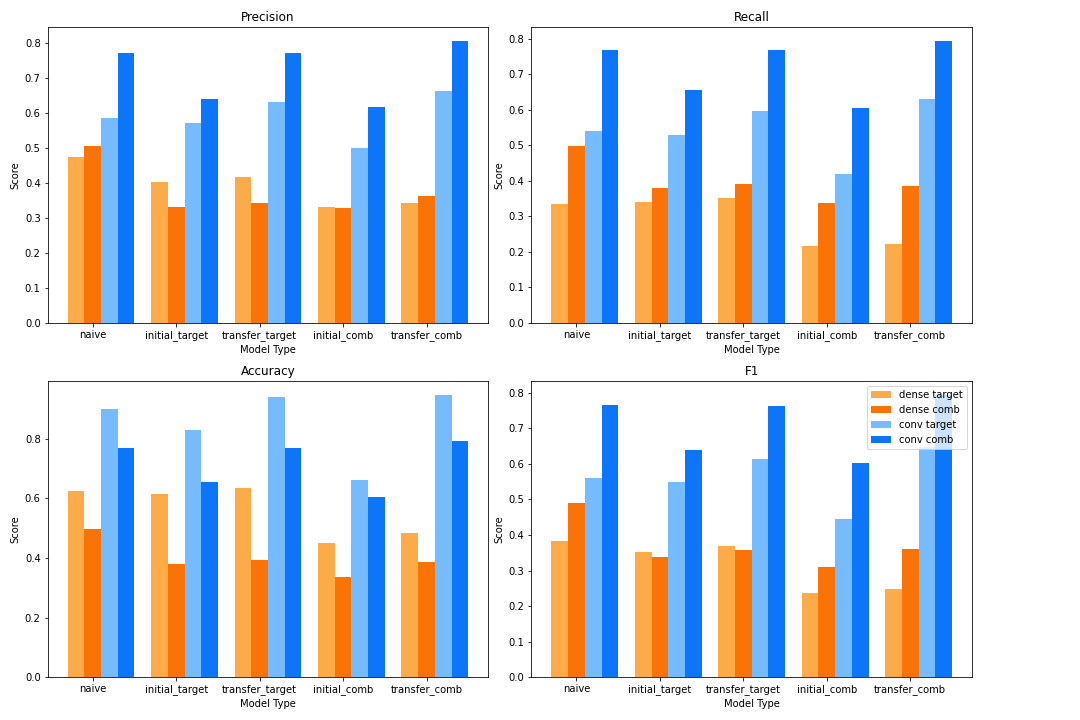 Precision
Score
0.8
0.7
0.6
0.5
0.4
0.3
0.2
0.1
0.0
naive initial_target transfer_target initial_comb transfer_comb
Model Type
Recall
Score
0.8
0.7
0.6
0.5
0.4
0.3
0.2
0.1
0.0
naive initial_target transfer_target initial_comb transfer_comb
Model Type
Accuracy
Score
0.8
0.6
0.4
0.2
0.0
naive initial_target transfer_target initial_comb transfer_comb
Model Type
F1
Score
0.8
0.7
0.6
0.5
0.4
0.3
0.2
0.1
0.0
dense target
dense comb
conv target
conv comb
naive initial_target transfer_target initial_comb transfer_comb
Model Type